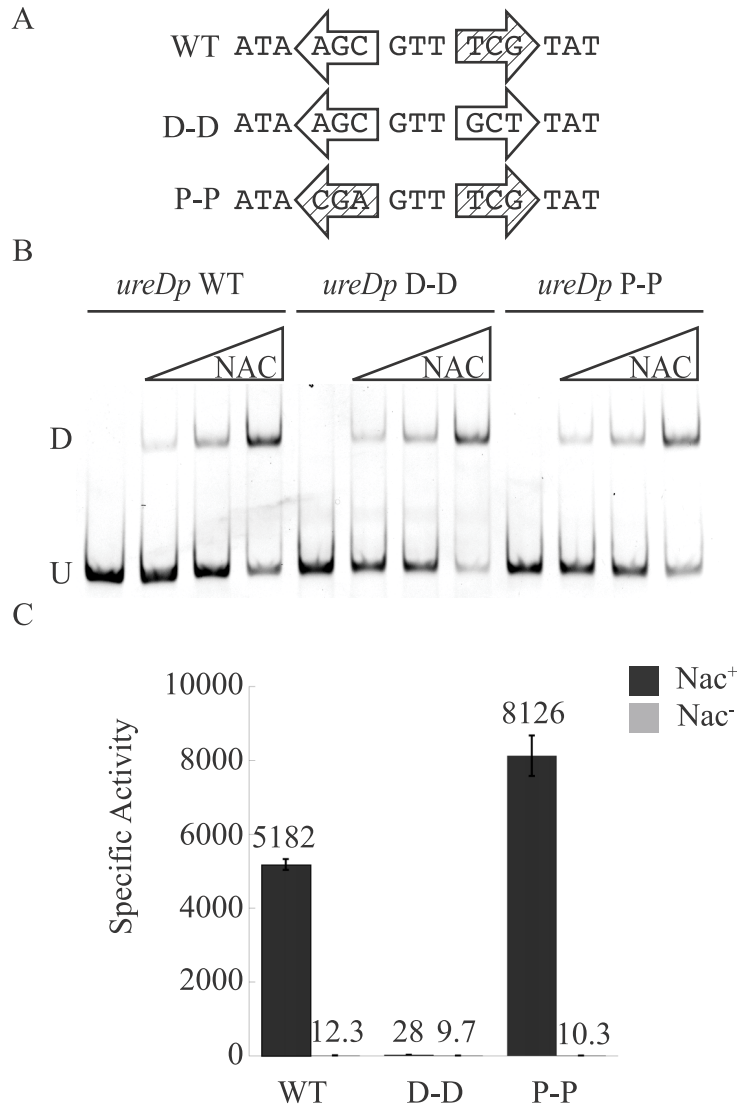 A
WT ATA AGC GTT TCG TAT
D-D ATA AGC GTT GCT TAT
P-P ATA CGA GTT TCG TAT
B
ureDp WT ureDp D-D ureDp P-P
NAC NAC NAC
D
U
C
Nac⁺
Nac⁻
Specific Activity
10000
8000
6000
4000
2000
0
5182
12.3
28
9.7
8126
10.3
WT D-D P-P